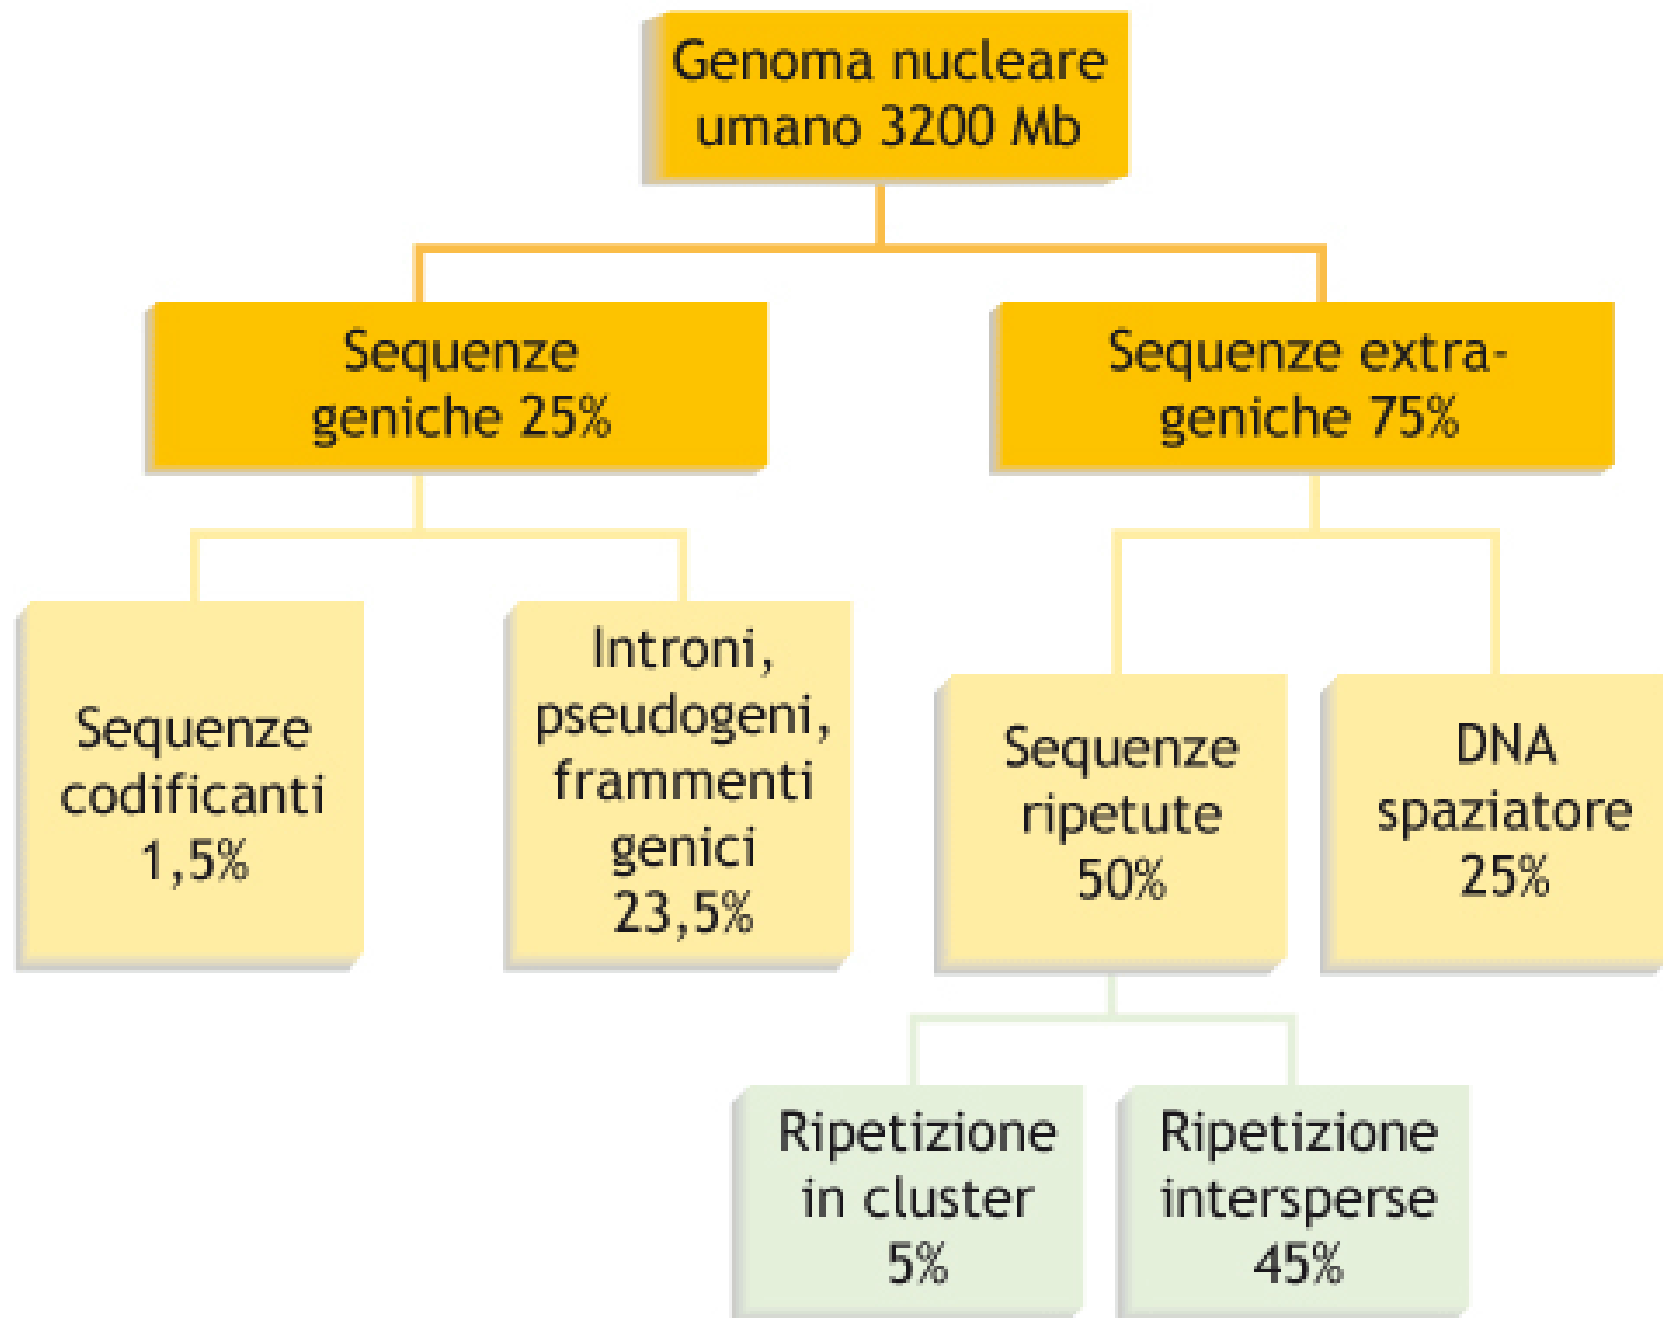 Genoma nucleare
umano 3200 Mb
Sequenze
geniche 25%
Sequenze extra-
geniche 75%
Sequenze
codificanti
1,5%
Introni,
pseudogeni,
frammenti
genici
23,5%
Sequenze
ripetute
50%
DNA
spaziatore
25%
Ripetizione
in cluster
5%
Ripetizione
intersperse
45%